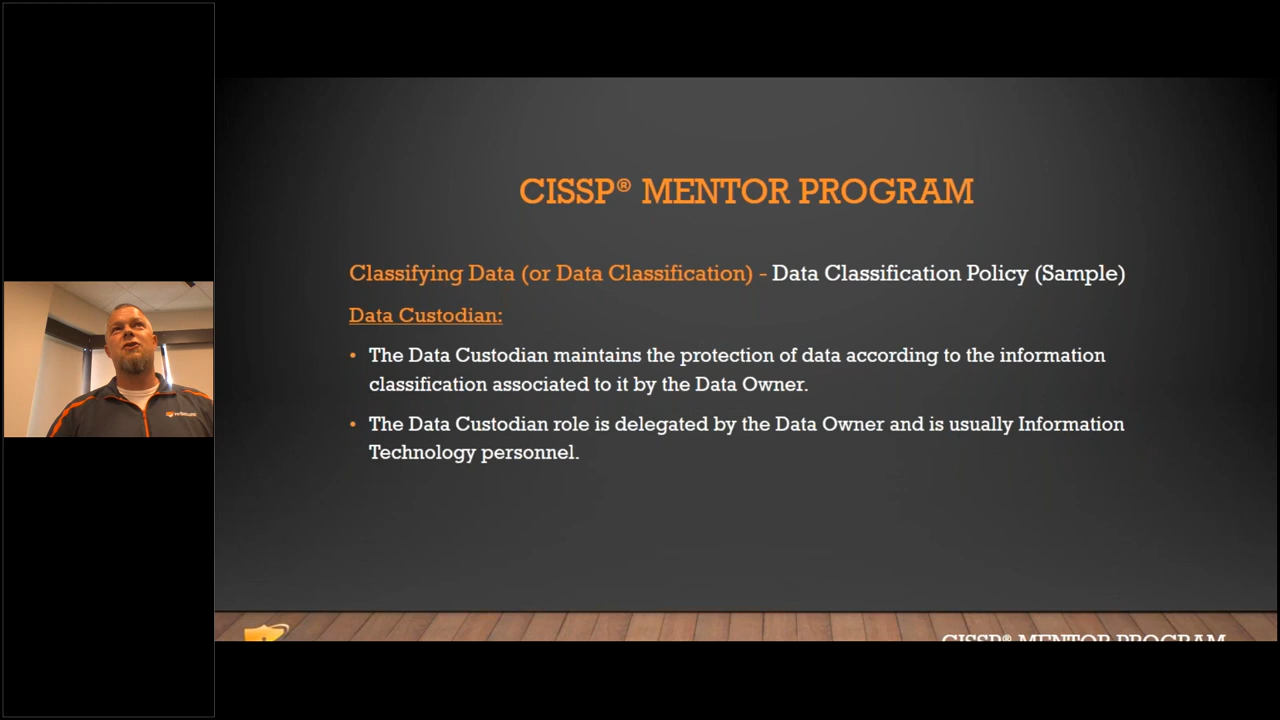 CISSP® MENTOR PROGRAM
Classifying Data (or Data Classification) - Data Classification Policy (Sample)
Data Custodian:
• The Data Custodian maintains the protection of data according to the information
classification associated to it by the Data Owner.
• The Data Custodian role is delegated by the Data Owner and is usually Information
Technology personnel.
CISSP® MENTOR PROGRAM